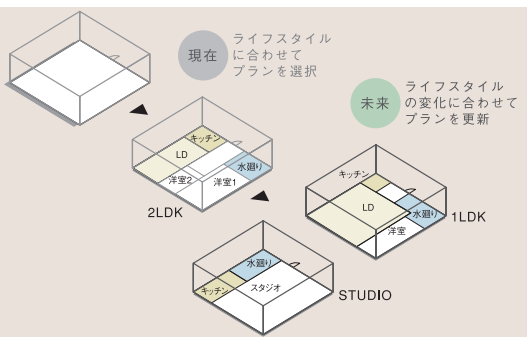 現在
ライフスタイル
に合わせて
プランを選択
未来
ライフスタイル
の変化に合わせて
プランを更新
キッチン
LD
水廻り
洋室2
洋室1
2LDK
キッチン
LD
水廻り
洋室
1LDK
水廻り
キッチン
スタジオ
STUDIO